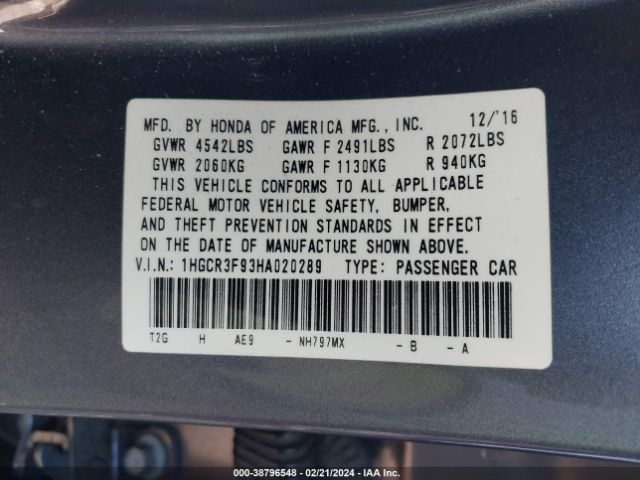 MFD. BY HONDA OF AMERICA MFG., INC. 12/'16
GVWR 4542LBS GAWR F 2491LBS R 2072LBS
GVWR 2060KG GAWR F 1130KG R 940KG
THIS VEHICLE CONFORMS TO ALL APPLICABLE
FEDERAL MOTOR VEHICLE SAFETY, BUMPER,
AND THEFT PREVENTION STANDARDS IN EFFECT
ON THE DATE OF MANUFACTURE SHOWN ABOVE.
V.I.N.: 1HGCR3F93HA020289 TYPE: PASSENGER CAR
T2G H AE9 - NH797MX - B - A
000-38796548 - 02/21/2024 - IAA Inc.